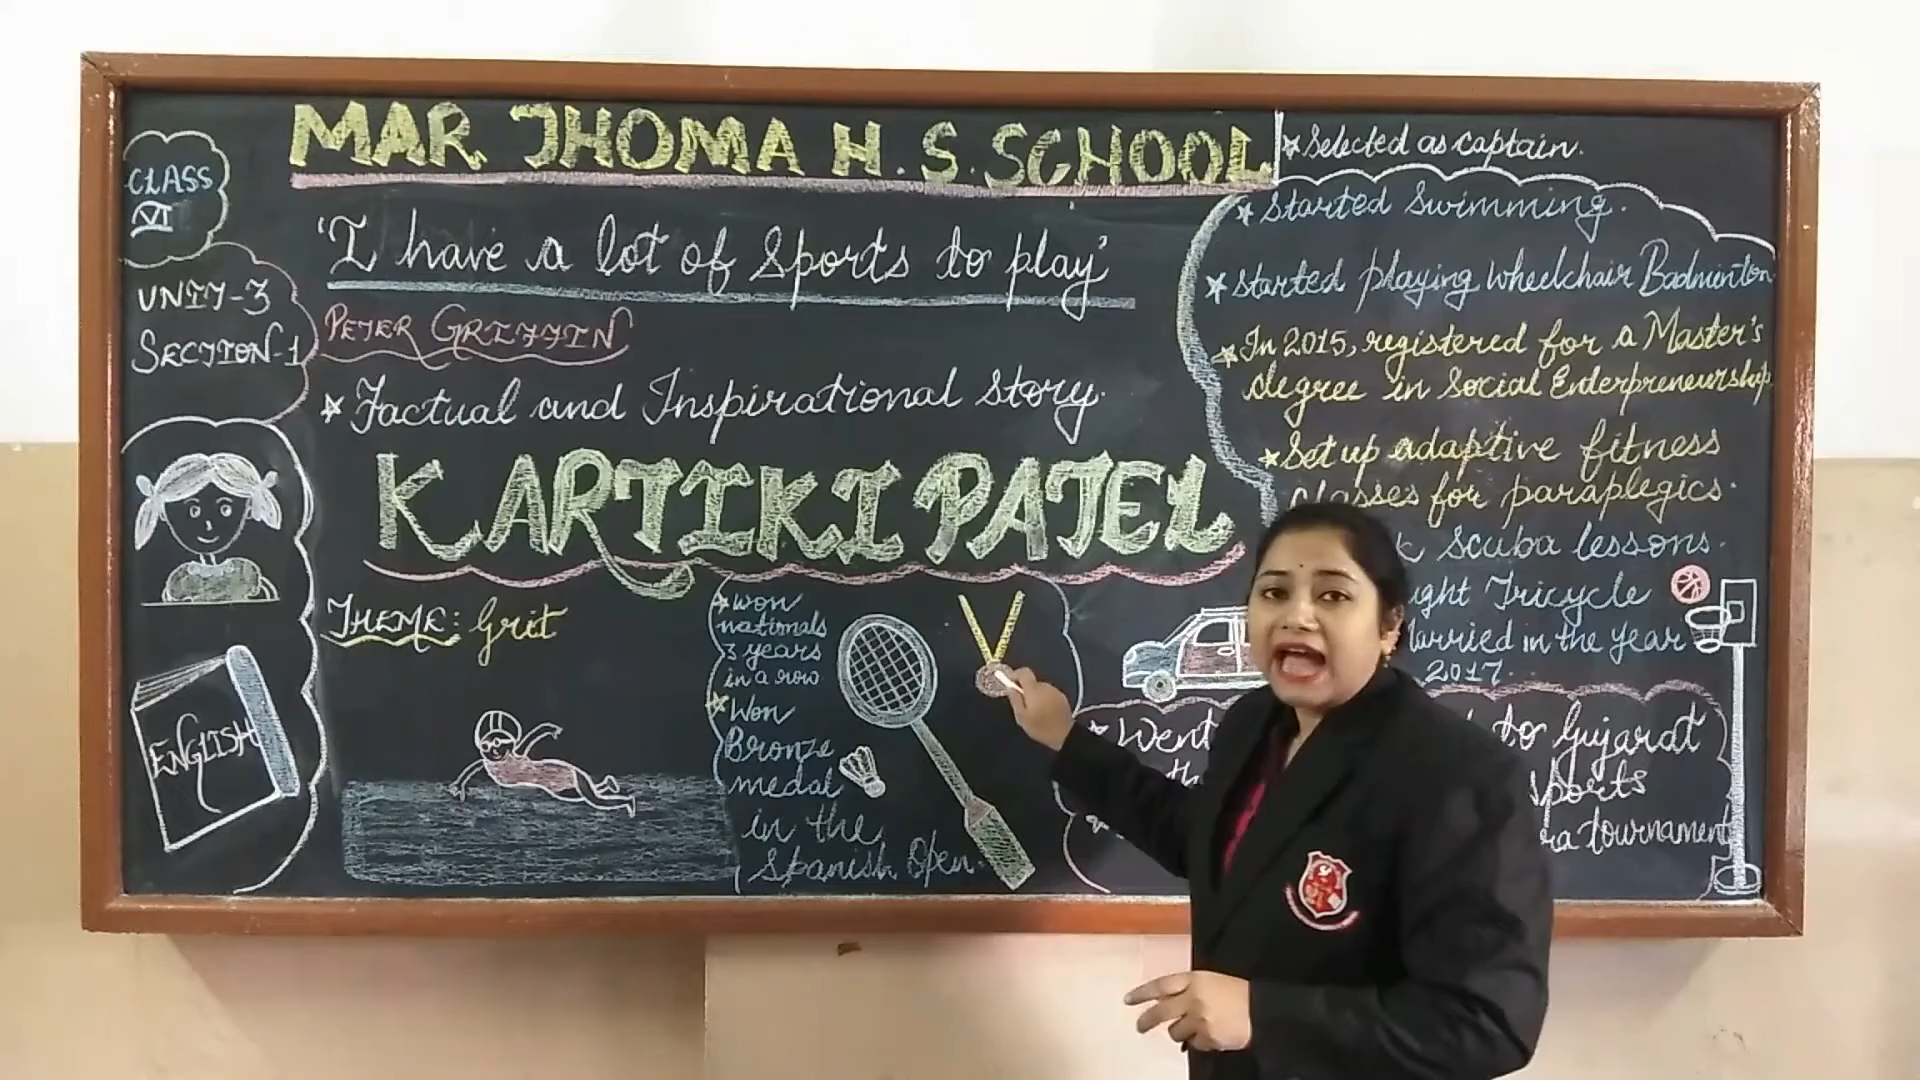 MAR THOMA H. S. SCHOOL
CLASS
VI
UNIT-3
SECTION-1
'I have a lot of Sports to play'
PETER GRIFFIN
* Factual and Inspirational story.
KARTIKI PATEL
THEME: Grit
ENGLISH
* won
nationals
3 years
in a row
* Won
Bronze
medal
in the
Spanish Open.
* Selected as captain.
* Started Swimming.
* Started playing Wheelchair Badminton
* In 2015, registered for a Master's
degree in Social Enterpreneurship
* Set up adaptive fitness
classes for paraplegics.
scuba lessons.
Tricycle
Married in the year
2017.
* Went to Gujarat
Sports
tournament